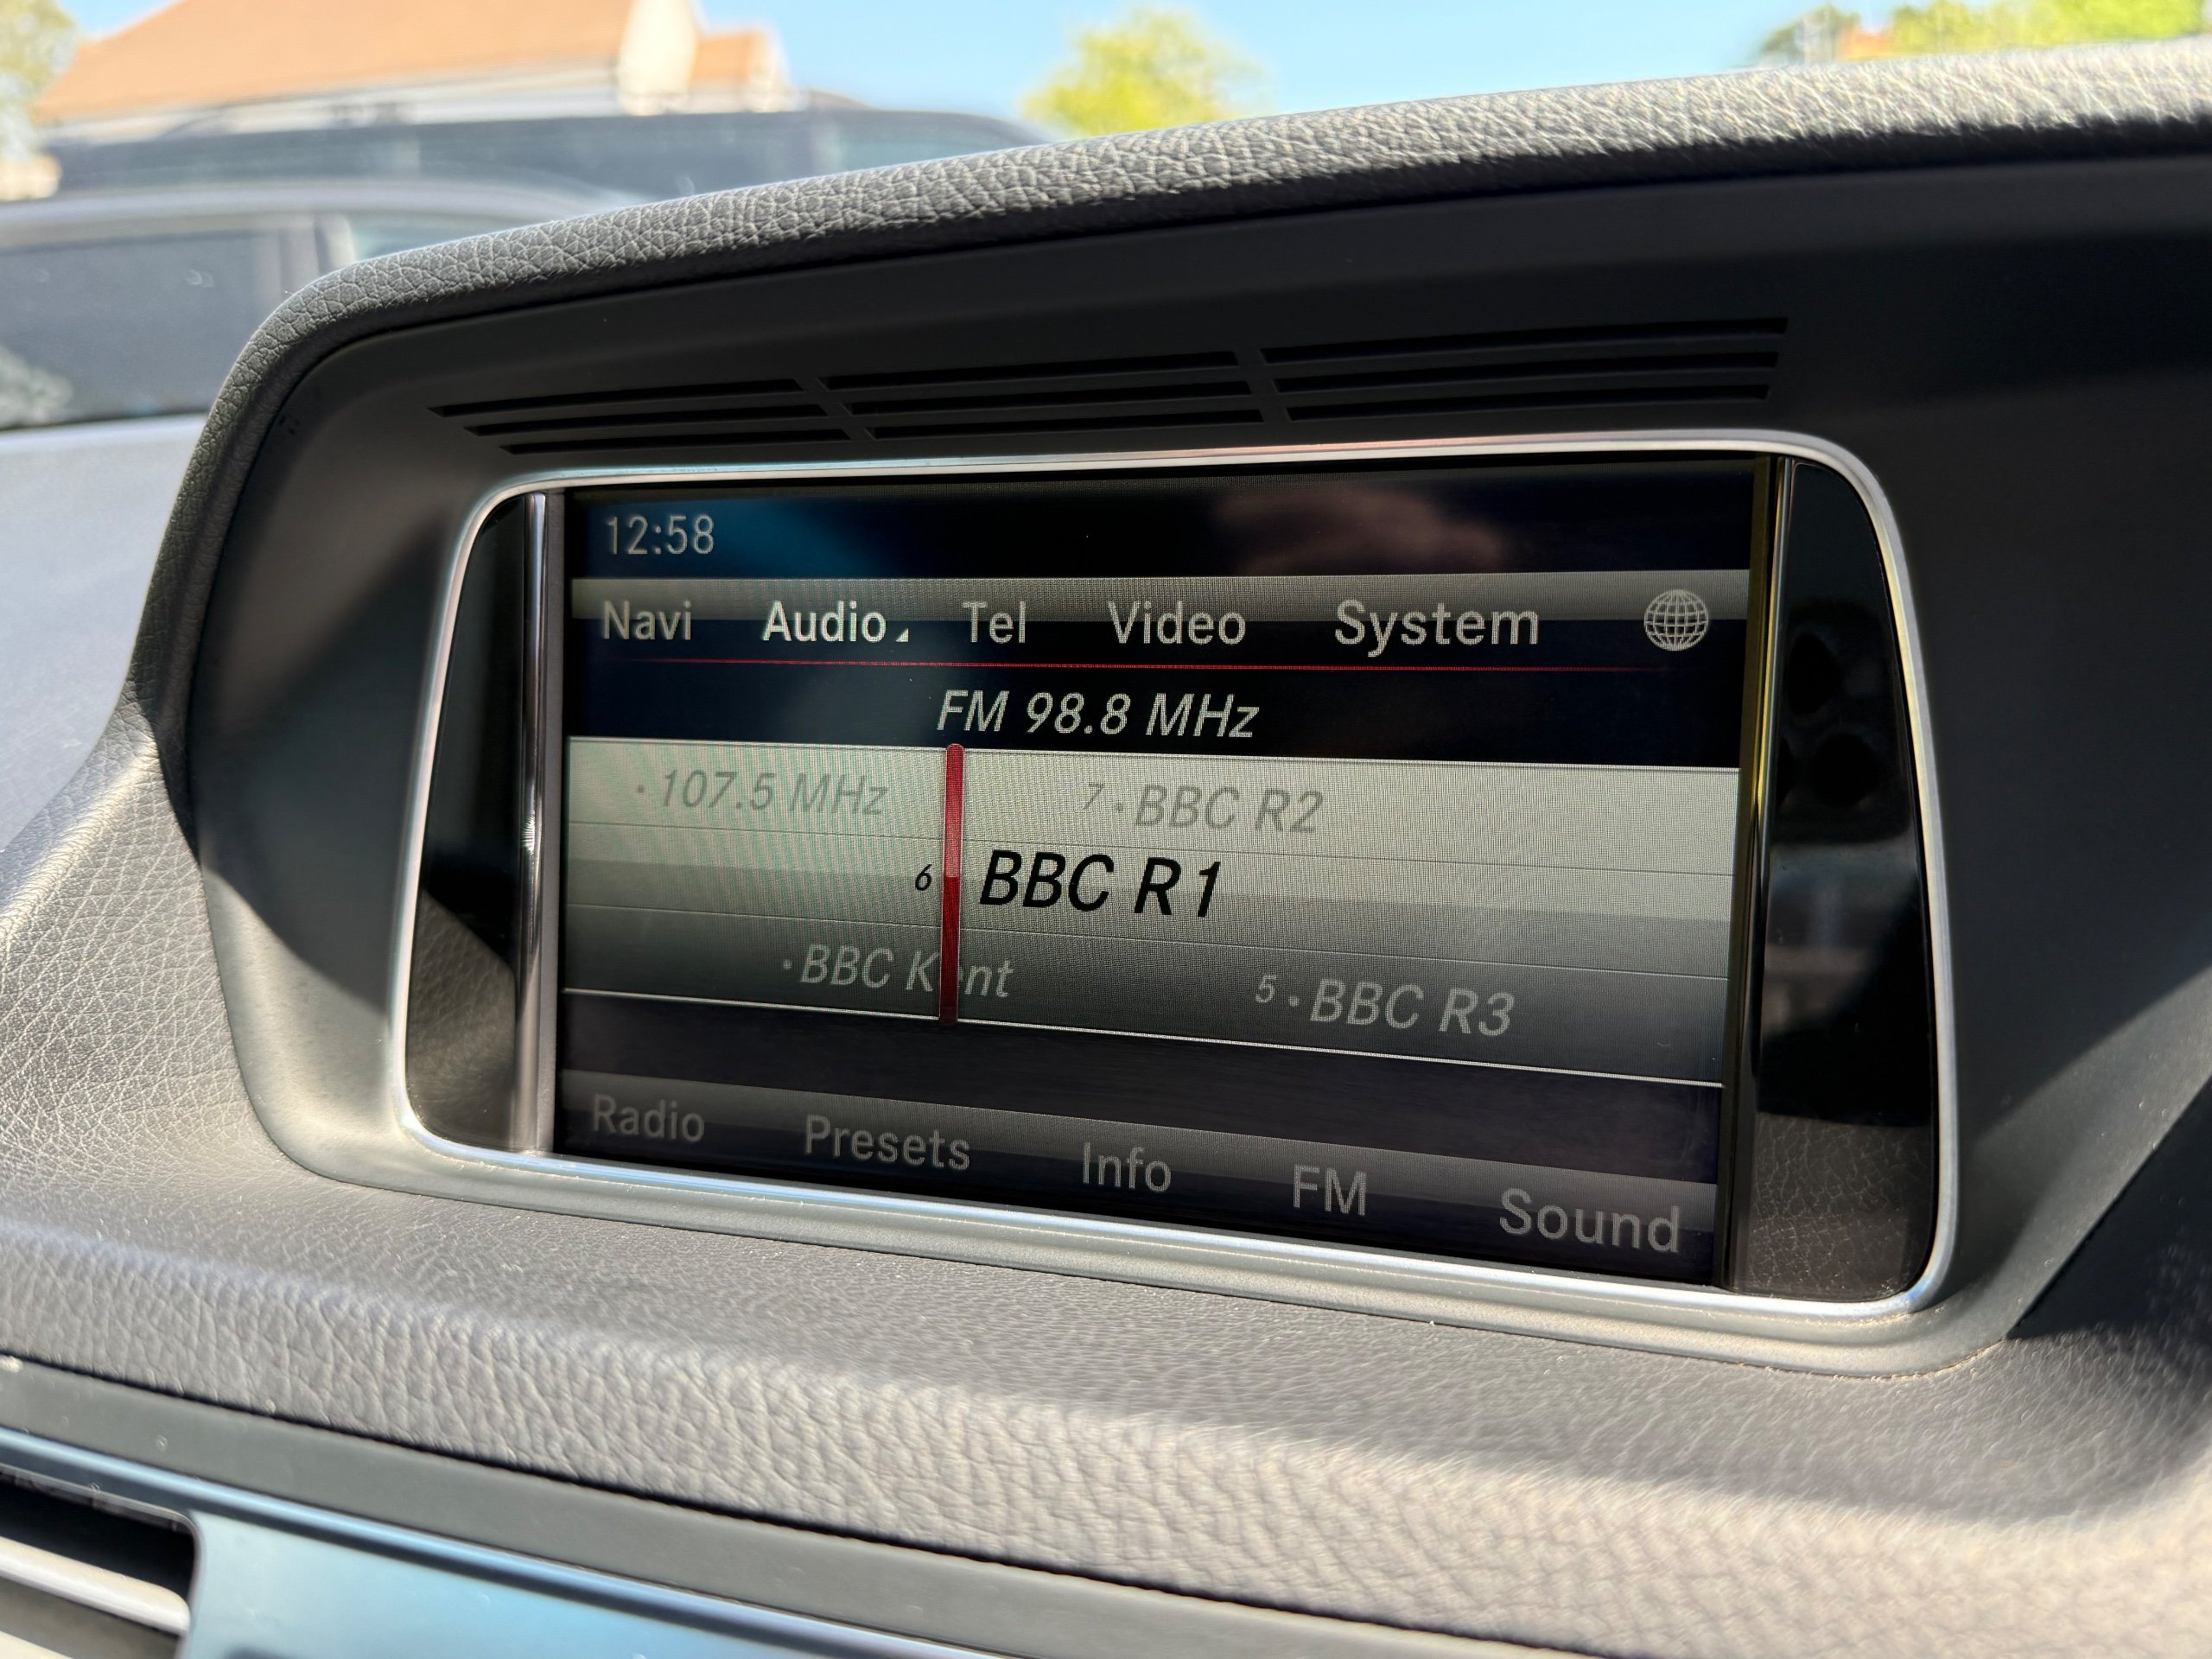 12:58
Navi Audio Tel Video System
FM 98.8 MHz
·107.5 MHz 7·BBC R2
6 BBC R1
·BBC K nt 5·BBC R3
Radio Presets Info FM Sound